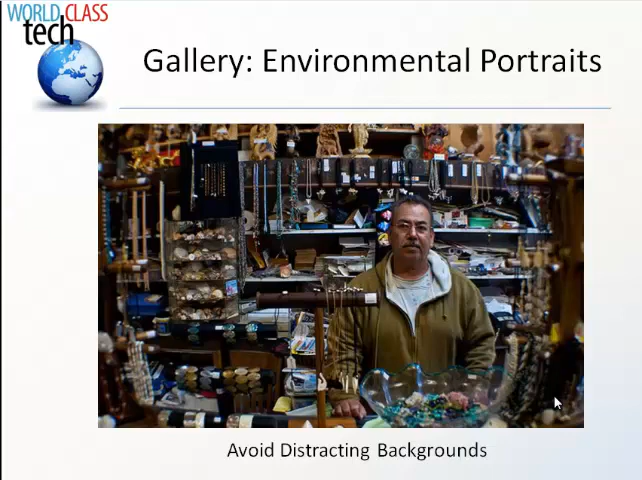 WORLD CLASS
tech
Gallery: Environmental Portraits
Avoid Distracting Backgrounds